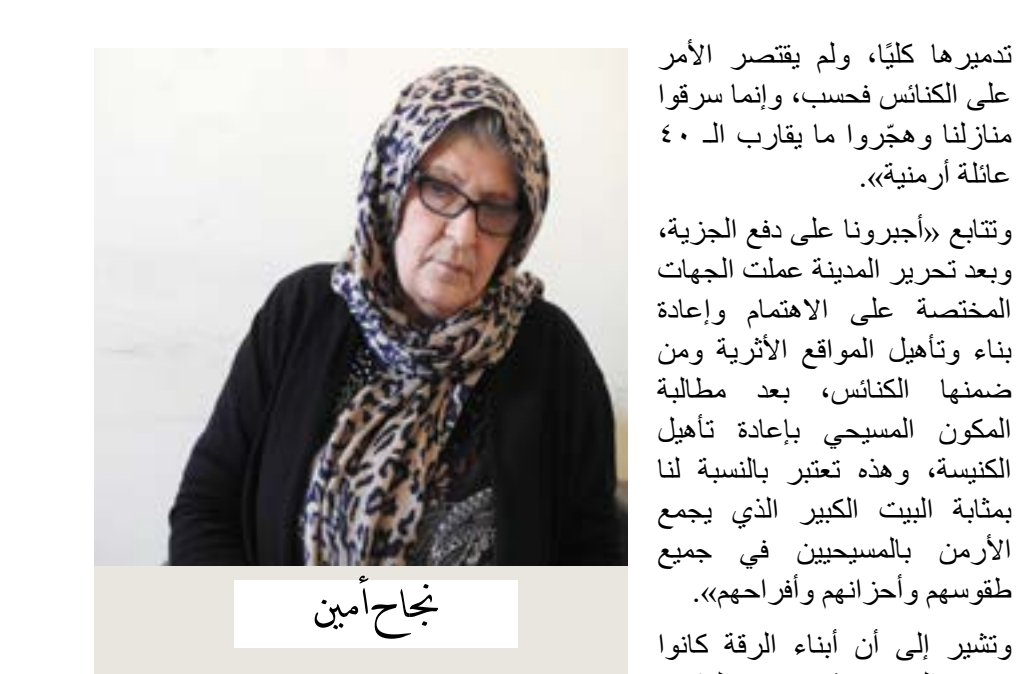 تدميرها كليًا، ولم يقتصر الأمر
على الكنائس فحسب، وإنما سرقوا
منازلنا وهجّروا ما يقارب الـ ٤٠
عائلة أرمنية».
وتتابع «أجبرونا على دفع الجزية،
وبعد تحرير المدينة عملت الجهات
المختصة على الاهتمام وإعادة
بناء وتأهيل المواقع الأثرية ومن
ضمنها الكنائس، بعد مطالبة
المكون المسيحي بإعادة تأهيل
الكنيسة، وهذه تعتبر بالنسبة لنا
بمثابة البيت الكبير الذي يجمع
الأرمن بالمسيحيين في جميع
طقوسهم وأحزانهم وأفراحهم».
وتشير إلى أن أبناء الرقة كانوا
نجاح أمين